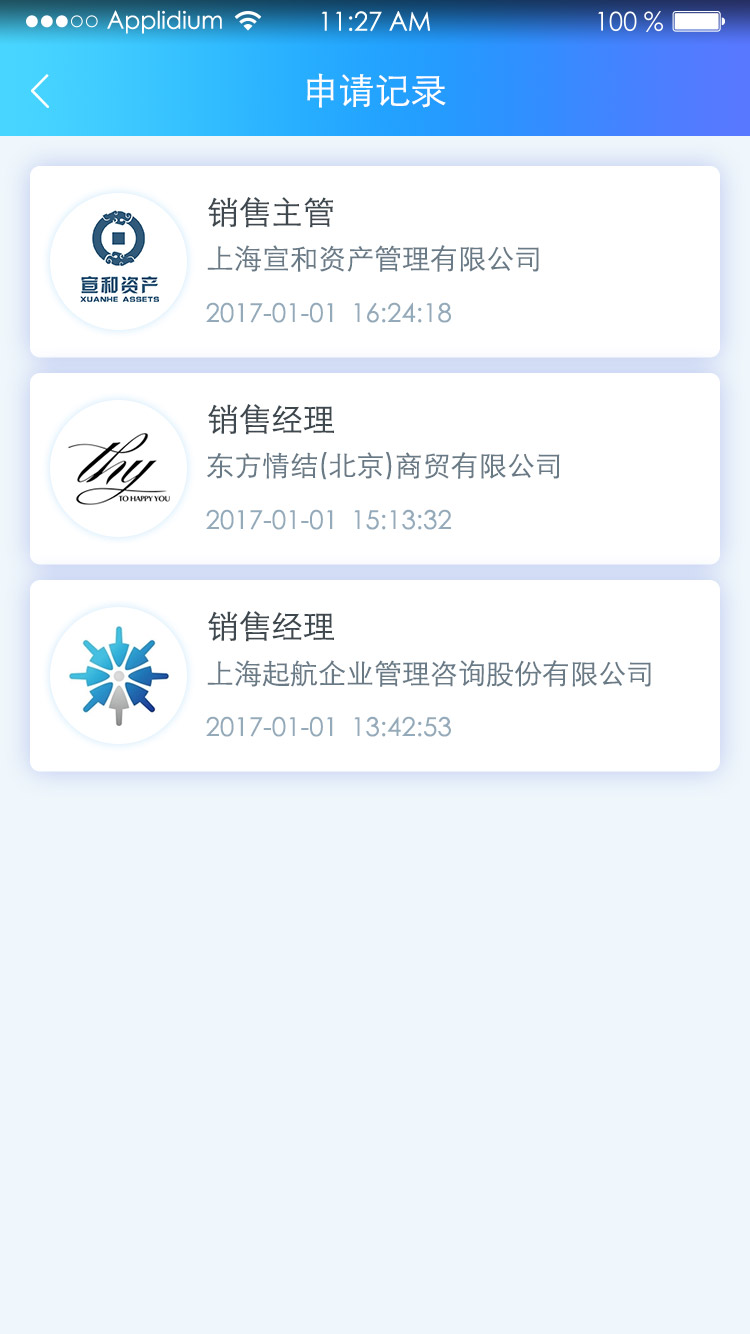 Applidium 11:27 AM 100 %
申请记录
宣和资产
XUANHE ASSETS
销售主管
上海宣和资产管理有限公司
2017-01-01 16:24:18
thy
TO HAPPY YOU
销售经理
东方情结(北京)商贸有限公司
2017-01-01 15:13:32
销售经理
上海起航企业管理咨询股份有限公司
2017-01-01 13:42:53